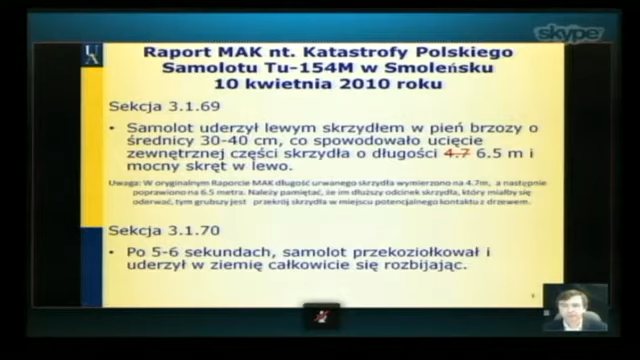 skype
UA
Raport MAK nt. Katastrofy Polskiego
Samolotu Tu-154M w Smoleńsku
10 kwietnia 2010 roku
Sekcja 3.1.69
• Samolot uderzył lewym skrzydłem w pień brzozy o
średnicy 30-40 cm, co spowodowało ucięcie
zewnętrznej części skrzydła o długości 4.7 6.5 m i
mocny skręt w lewo.
Uwaga: W oryginalnym Raporcie MAK długość urwanego skrzydła wymierzono na 4.7m, a następnie
poprawiono na 6.5 metra. Należy pamiętać, że im dłuższy odcinek skrzydła, który miałby się
oderwać, tym grubszy jest przekrój skrzydła w miejscu potencjalnego kontaktu z drzewem.
Sekcja 3.1.70
• Po 5-6 sekundach, samolot przekoziołkował i
uderzył w ziemię całkowicie się rozbijając.